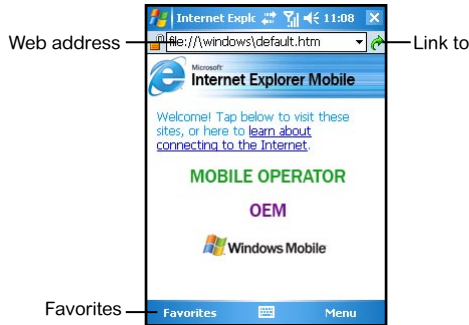 Internet Explc 11:08
Web address
file://\windows\default.htm
Link to
Microsoft
Internet Explorer Mobile
Welcome! Tap below to visit these
sites, or here to learn about
connecting to the Internet.
MOBILE OPERATOR
OEM
Windows Mobile
Favorites
Favorites Menu